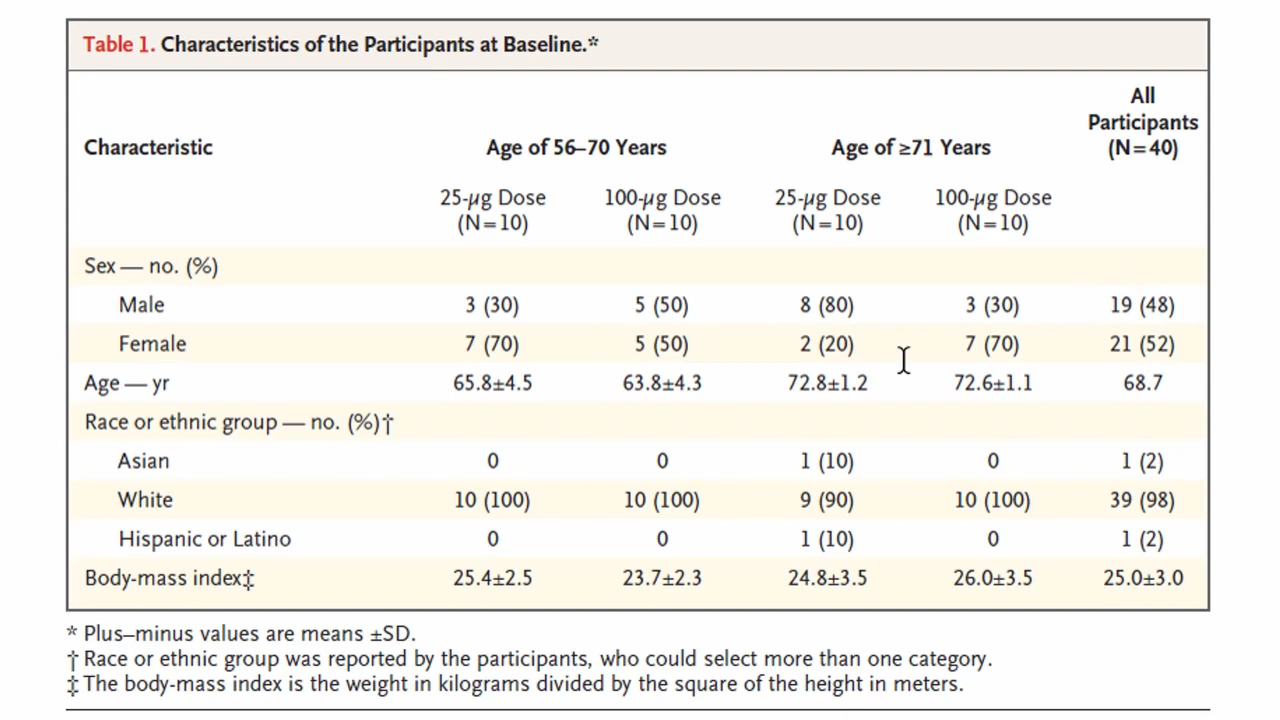 Table 1. Characteristics of the Participants at Baseline.*
All
Participants
(N=40)
Characteristic Age of 56–70 Years Age of ≥71 Years
25-μg Dose 100-μg Dose 25-μg Dose 100-μg Dose
(N=10) (N=10) (N=10) (N=10)
Sex — no. (%)
Male 3 (30) 5 (50) 8 (80) 3 (30) 19 (48)
Female 7 (70) 5 (50) 2 (20) 7 (70) 21 (52)
Age — yr 65.8±4.5 63.8±4.3 72.8±1.2 72.6±1.1 68.7
Race or ethnic group — no. (%)†
Asian 0 0 1 (10) 0 1 (2)
White 10 (100) 10 (100) 9 (90) 10 (100) 39 (98)
Hispanic or Latino 0 0 1 (10) 0 1 (2)
Body-mass index‡ 25.4±2.5 23.7±2.3 24.8±3.5 26.0±3.5 25.0±3.0
* Plus–minus values are means ±SD.
† Race or ethnic group was reported by the participants, who could select more than one category.
‡ The body-mass index is the weight in kilograms divided by the square of the height in meters.